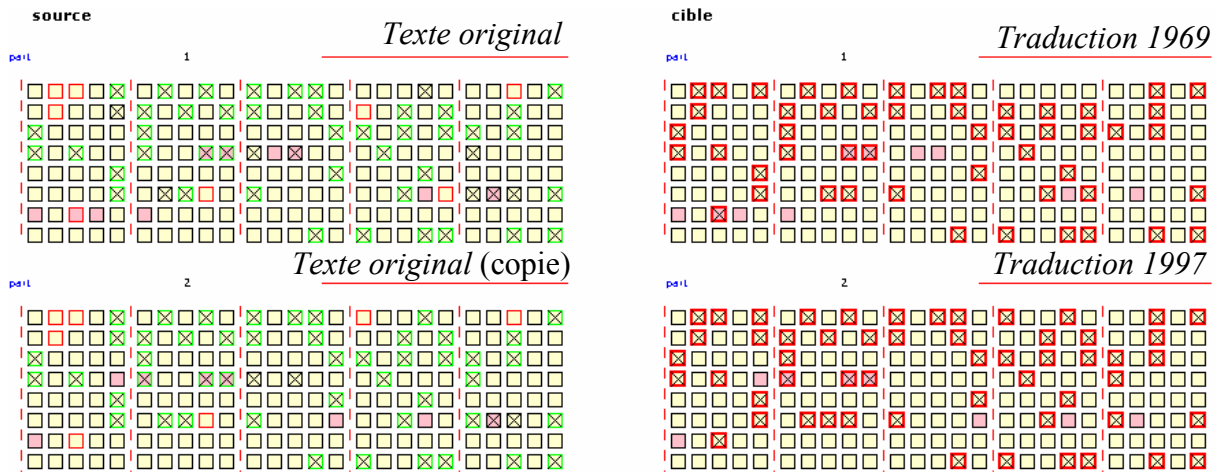 source
Texte original
pail
1
cible
Traduction 1969
pail
1
Texte original (copie)
pail
2
Traduction 1997
pail
2